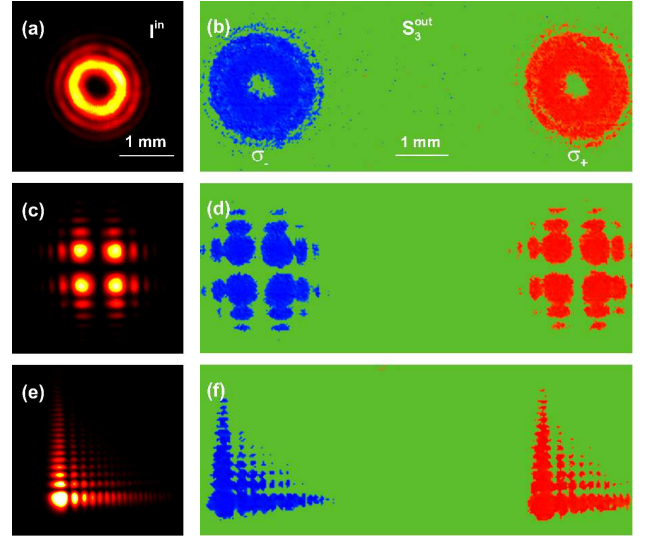 (a) I^in (b) S_3^out
1 mm 1 mm
σ_- σ_+
(c) (d)
(e) (f)